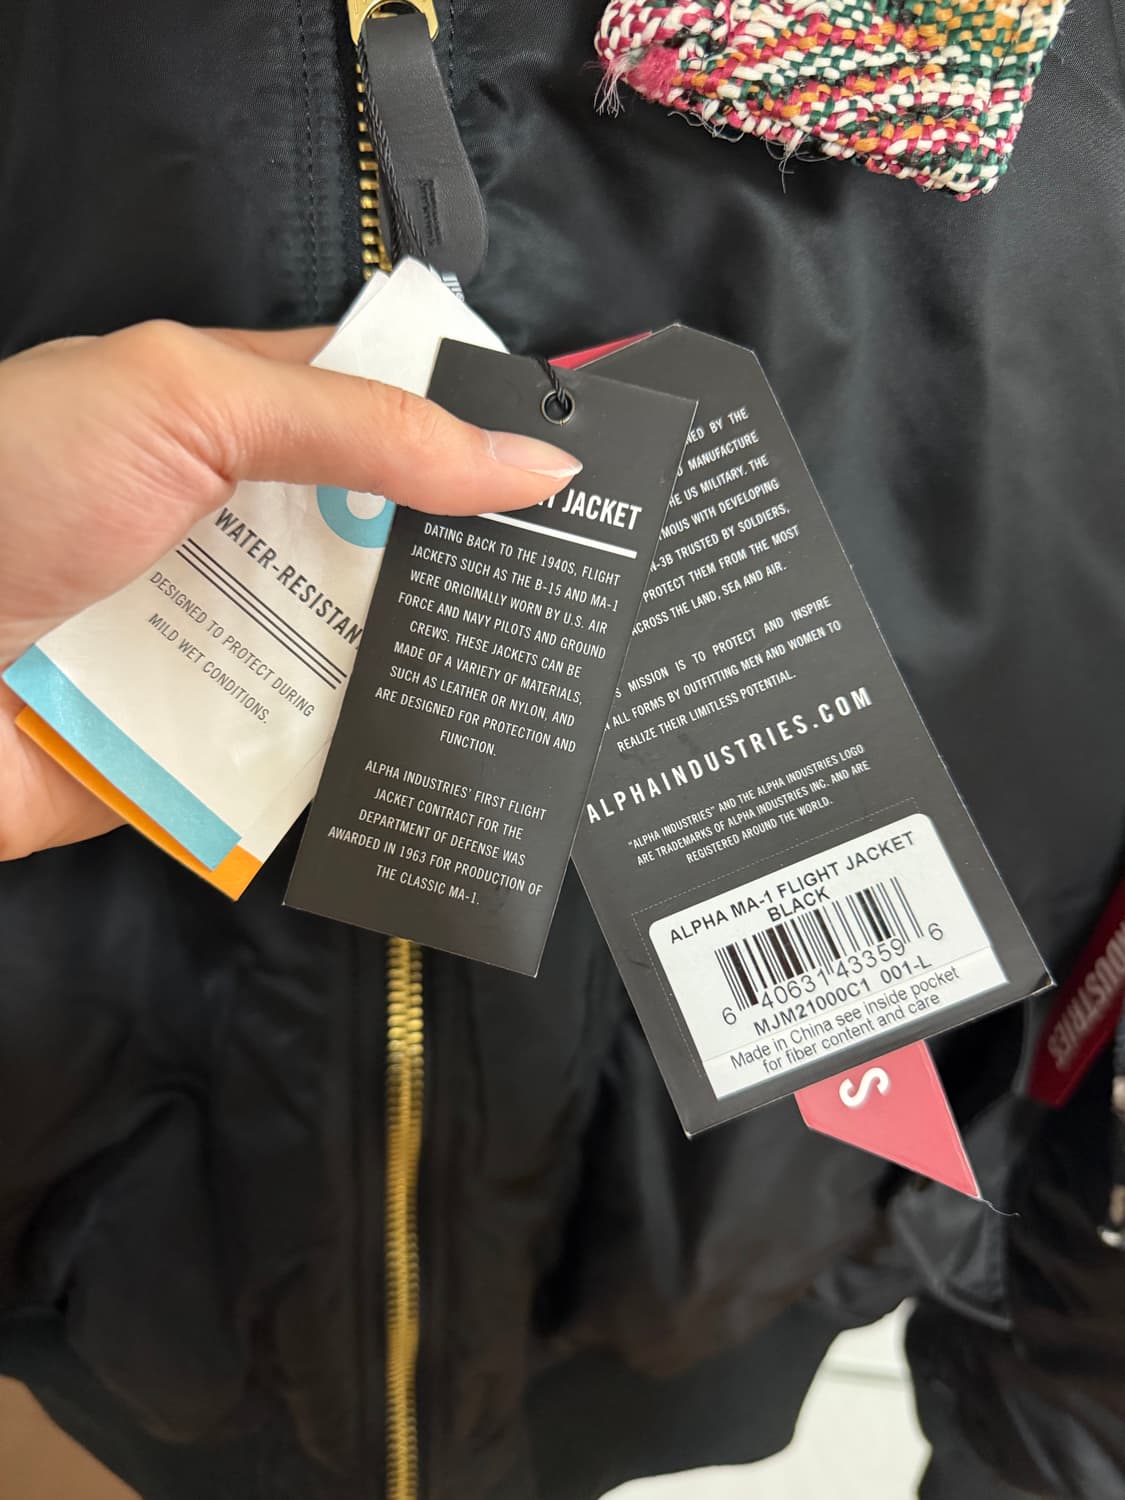 WATER-RESISTAN
DESIGNED TO PROTECT DURING
MILD WET CONDITIONS.
JACKET
DATING BACK TO THE 1940S, FLIGHT
JACKETS SUCH AS THE B-15 AND MA-1
WERE ORIGINALLY WORN BY U.S. AIR
FORCE AND NAVY PILOTS AND GROUND
CREWS. THESE JACKETS CAN BE
MADE OF A VARIETY OF MATERIALS,
SUCH AS LEATHER OR NYLON, AND
ARE DESIGNED FOR PROTECTION AND
FUNCTION.
ALPHA INDUSTRIES' FIRST FLIGHT
JACKET CONTRACT FOR THE
DEPARTMENT OF DEFENSE WAS
AWARDED IN 1963 FOR PRODUCTION OF
THE CLASSIC MA-1.
NED BY THE
MANUFACTURE
HE US MILITARY. THE
MOUS WITH DEVELOPING
N-3B TRUSTED BY SOLDIERS,
PROTECT THEM FROM THE MOST
ACROSS THE LAND, SEA AND AIR.
S MISSION IS TO PROTECT AND INSPIRE
ALL FORMS BY OUTFITTING MEN AND WOMEN TO
REALIZE THEIR LIMITLESS POTENTIAL.
ALPHAINDUSTRIES.COM
"ALPHA INDUSTRIES" AND THE ALPHA INDUSTRIES LOGO
ARE TRADEMARKS OF ALPHA INDUSTRIES INC. AND ARE
REGISTERED AROUND THE WORLD.
ALPHA MA-1 FLIGHT JACKET
BLACK
6 40631 43359 6
MJM21000C1 001-L
Made in China see inside pocket
for fiber content and care
S